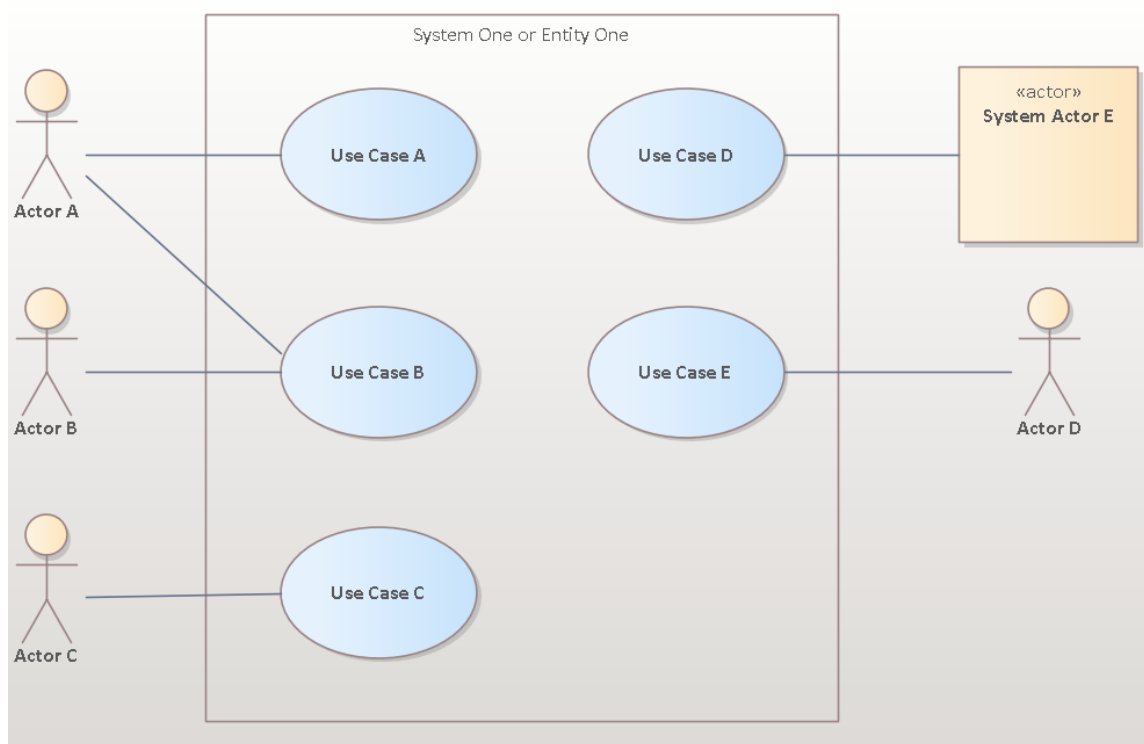 System One or Entity One
Use Case A
Use Case D
«actor»
System Actor E
Actor A
Use Case B
Use Case E
Actor B
Actor D
Use Case C
Actor C